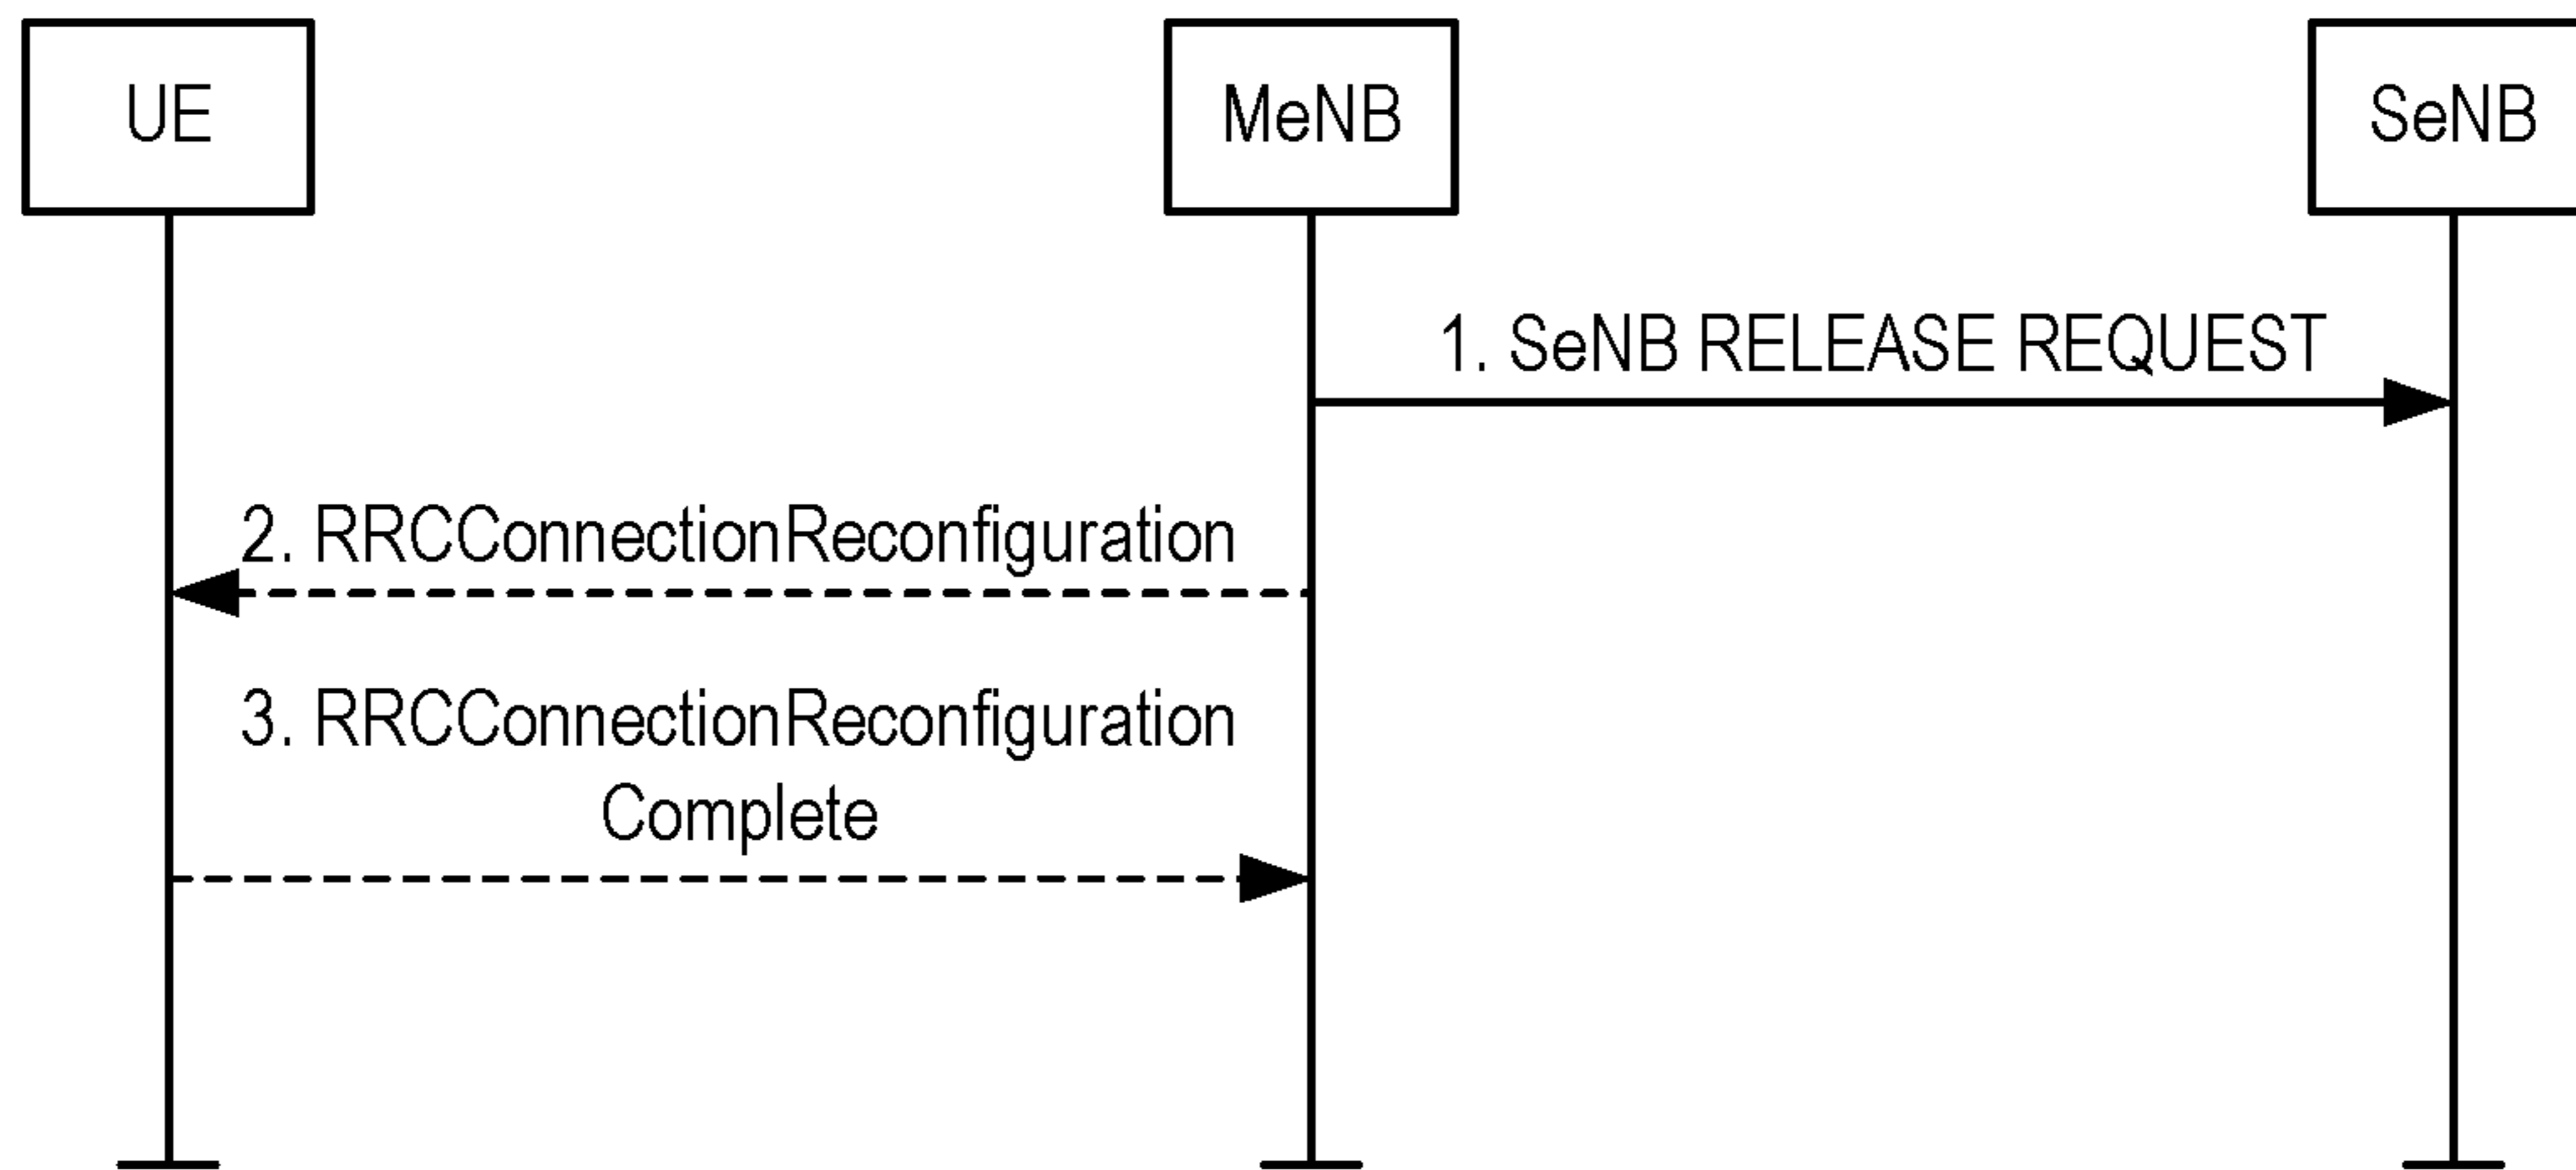 UE
MeNB
SeNB
1. SeNB RELEASE REQUEST
2. RRCConnectionReconfiguration
3. RRCConnectionReconfiguration
Complete